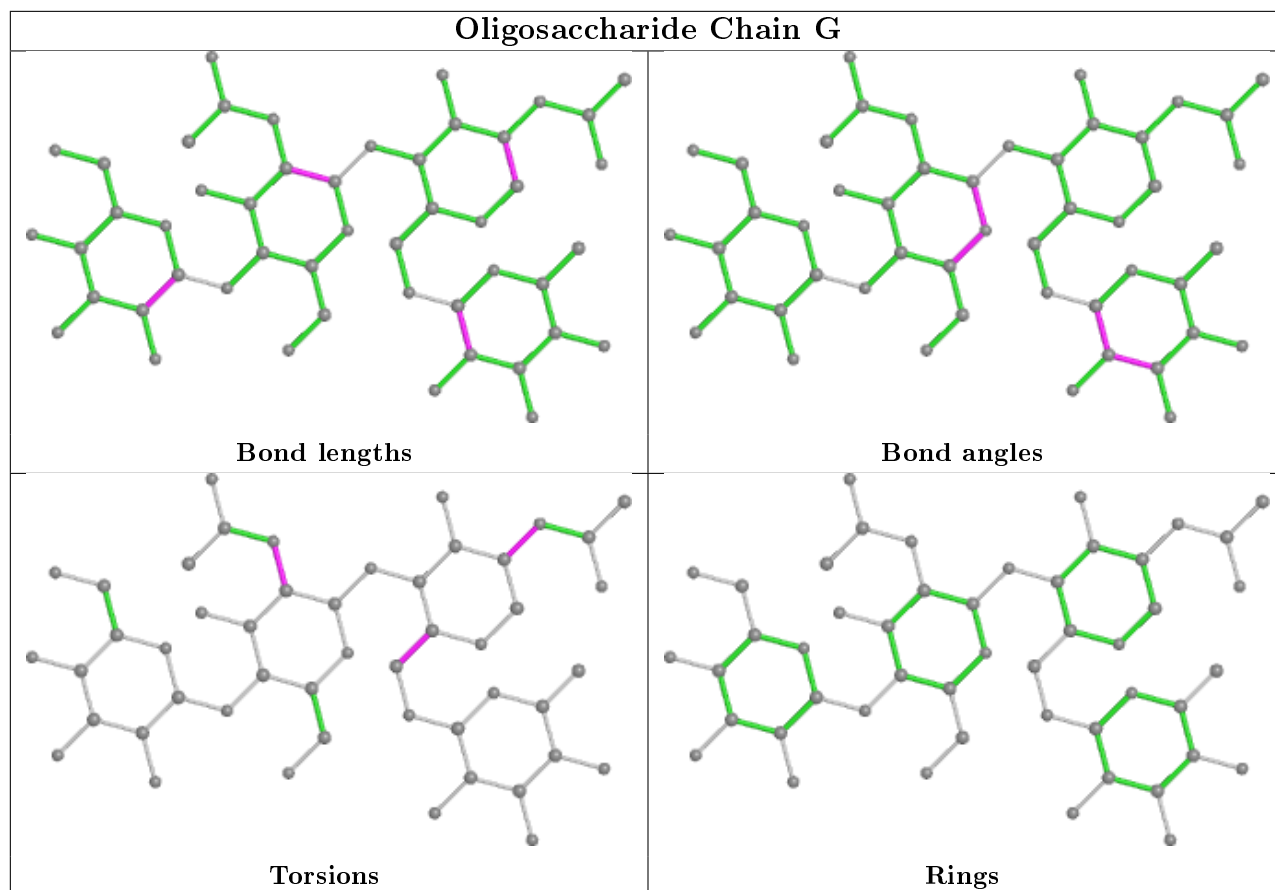 Oligosaccharide Chain G
Bond lengths
Bond angles
Torsions
Rings